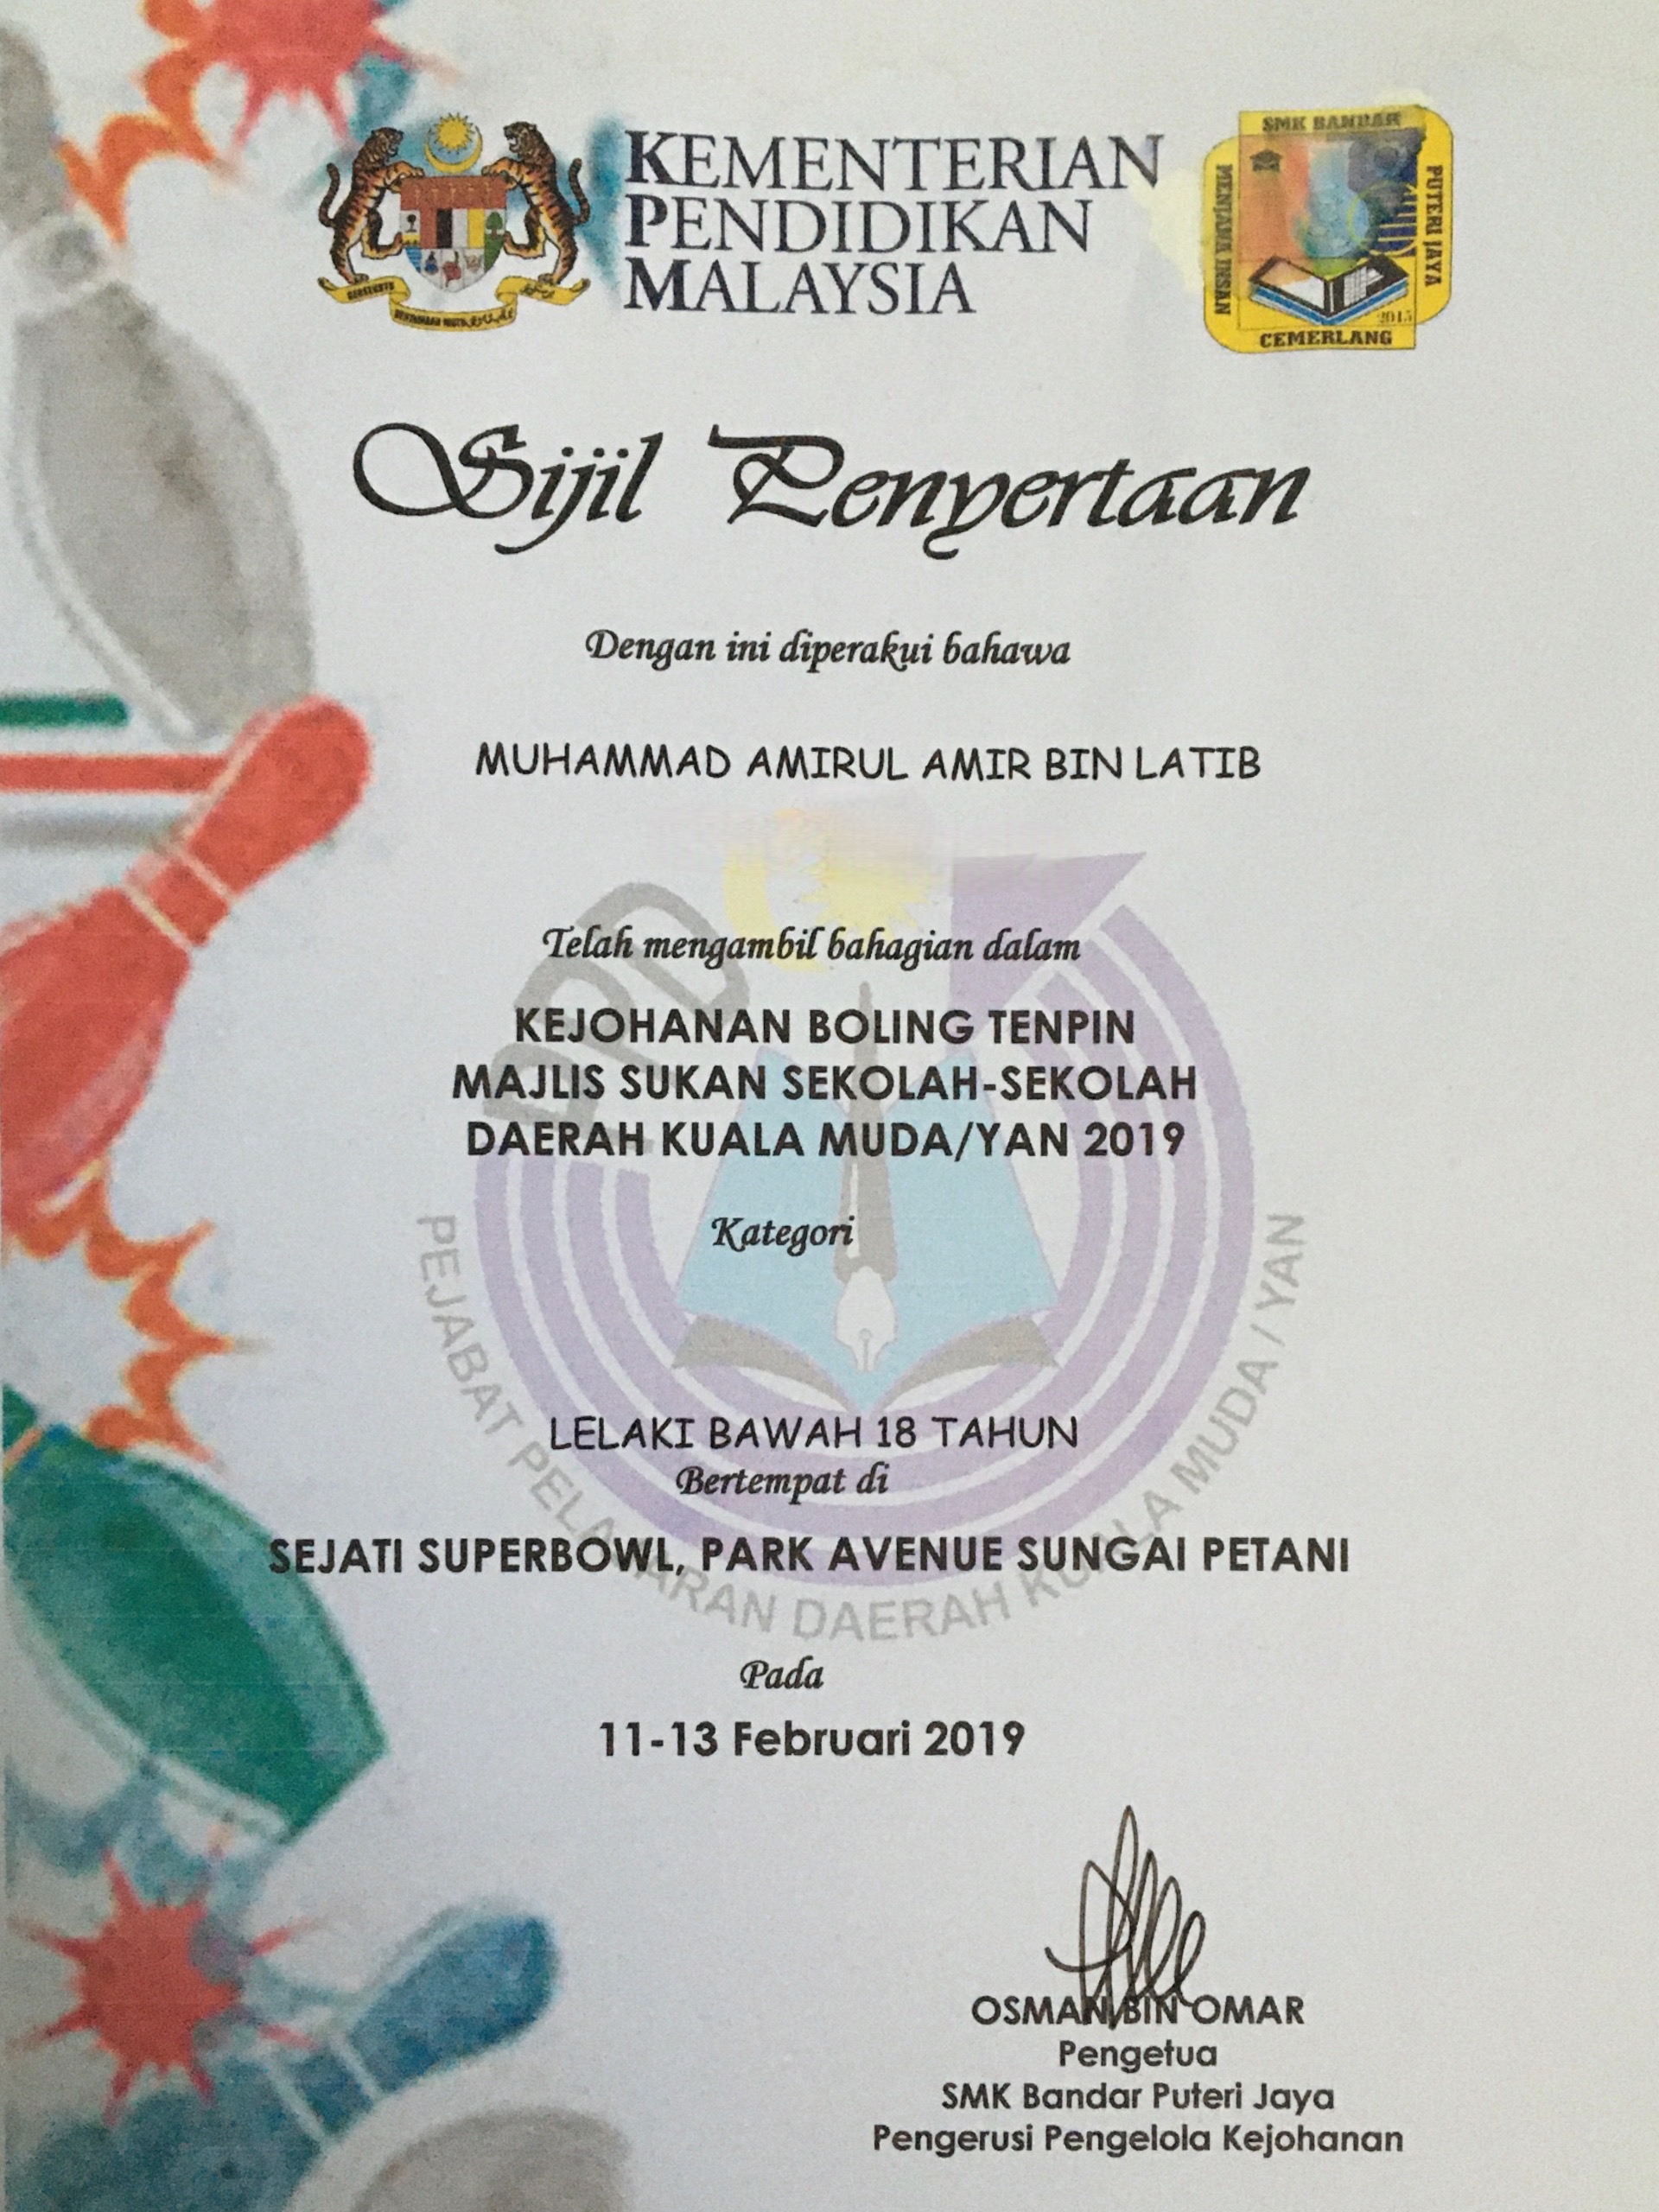 KEMENTERIAN
PENDIDIKAN
MALAYSIA
SMK BANDAR
PUTERI JAYA
MENJANA INSAN
2015
CEMERLANG
Sijil Penyertaan
Dengan ini diperakui bahawa
MUHAMMAD AMIRUL AMIR BIN LATIB
Telah mengambil bahagian dalam
PPD
KEJOHANAN BOLING TENPIN
MAJLIS SUKAN SEKOLAH-SEKOLAH
DAERAH KUALA MUDA/YAN 2019
Kategori
LELAKI BAWAH 18 TAHUN
Bertempat di
SEJATI SUPERBOWL, PARK AVENUE SUNGAI PETANI
PEJABAT PELAJARAN DAERAH KUALA MUDA / YAN
Pada
11-13 Februari 2019
OSMAN BIN OMAR
Pengetua
SMK Bandar Puteri Jaya
Pengerusi Pengelola Kejohanan